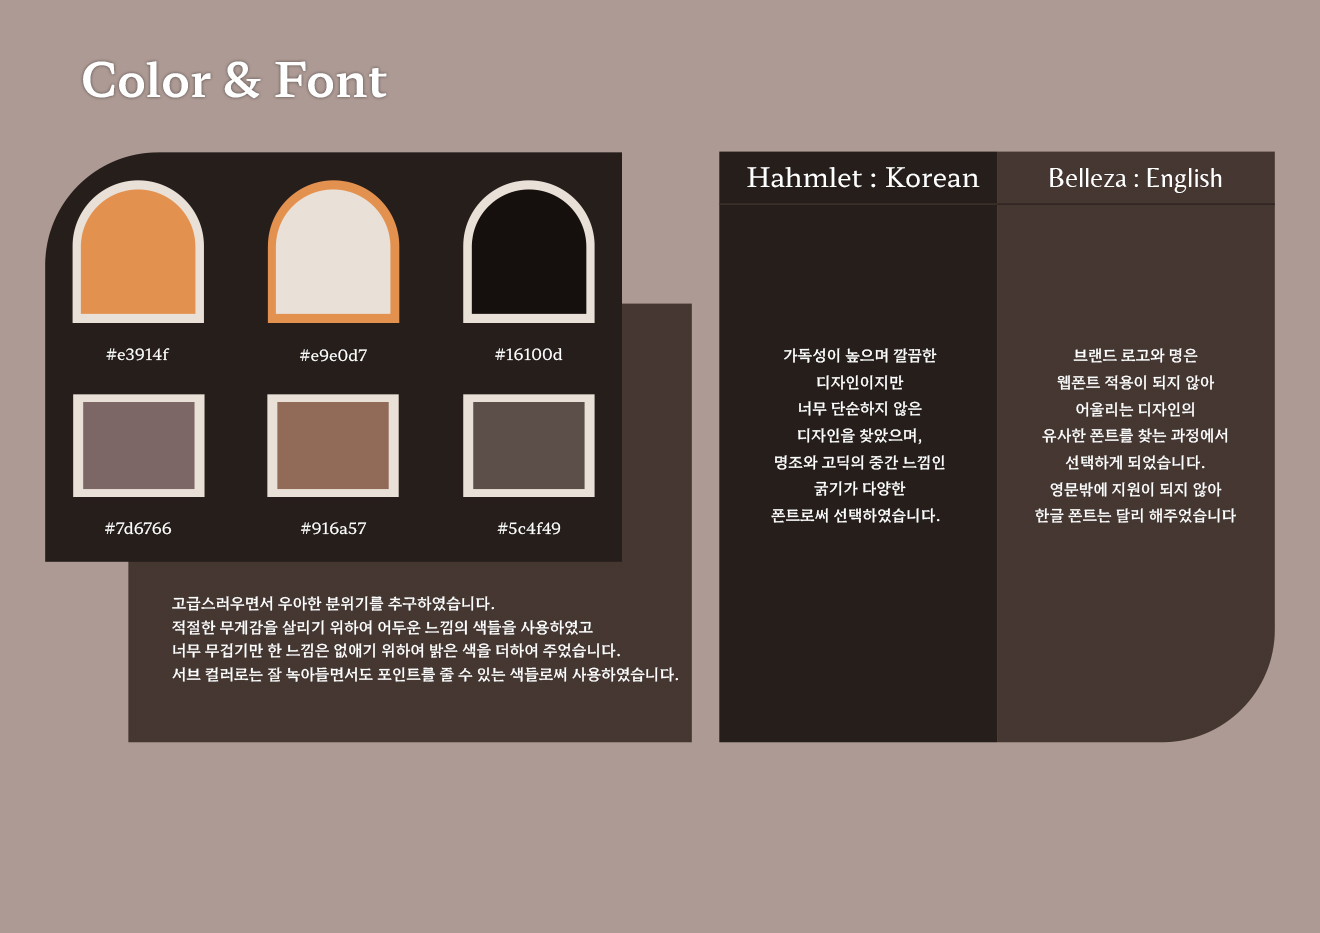 Color & Font
#e3914f
#e9e0d7
#16100d
#7d6766
#916a57
#5c4f49
고급스러우면서 우아한 분위기를 추구하였습니다.
적절한 무게감을 살리기 위하여 어두운 느낌의 색들을 사용하였고
너무 무겁기만 한 느낌은 없애기 위하여 밝은 색을 더하여 주었습니다.
서브 컬러로는 잘 녹아들면서도 포인트를 줄 수 있는 색들로써 사용하였습니다.
Hahmlet : Korean
가독성이 높으며 깔끔한
디자인이지만
너무 단순하지 않은
디자인을 찾았으며,
명조와 고딕의 중간 느낌인
굵기가 다양한
폰트로써 선택하였습니다.
Belleza : English
브랜드 로고와 명은
웹폰트 적용이 되지 않아
어울리는 디자인의
유사한 폰트를 찾는 과정에서
선택하게 되었습니다.
영문밖에 지원이 되지 않아
한글 폰트는 달리 해주었습니다